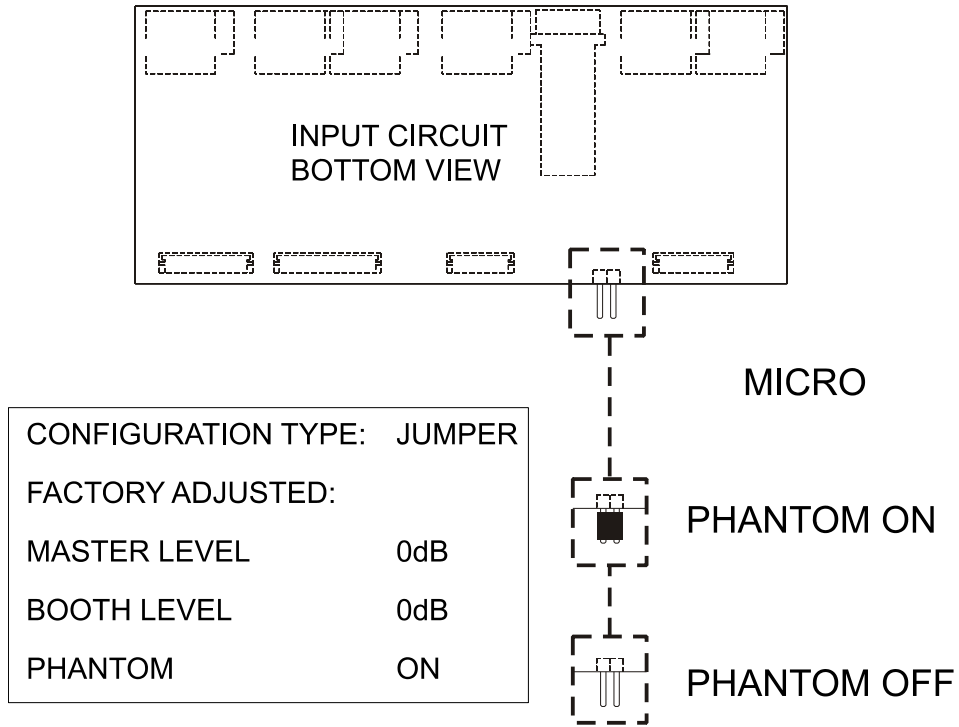 INPUT CIRCUIT
BOTTOM VIEW
MICRO
CONFIGURATION TYPE: JUMPER
FACTORY ADJUSTED:
MASTER LEVEL 0dB
BOOTH LEVEL 0dB
PHANTOM ON
PHANTOM ON
PHANTOM OFF